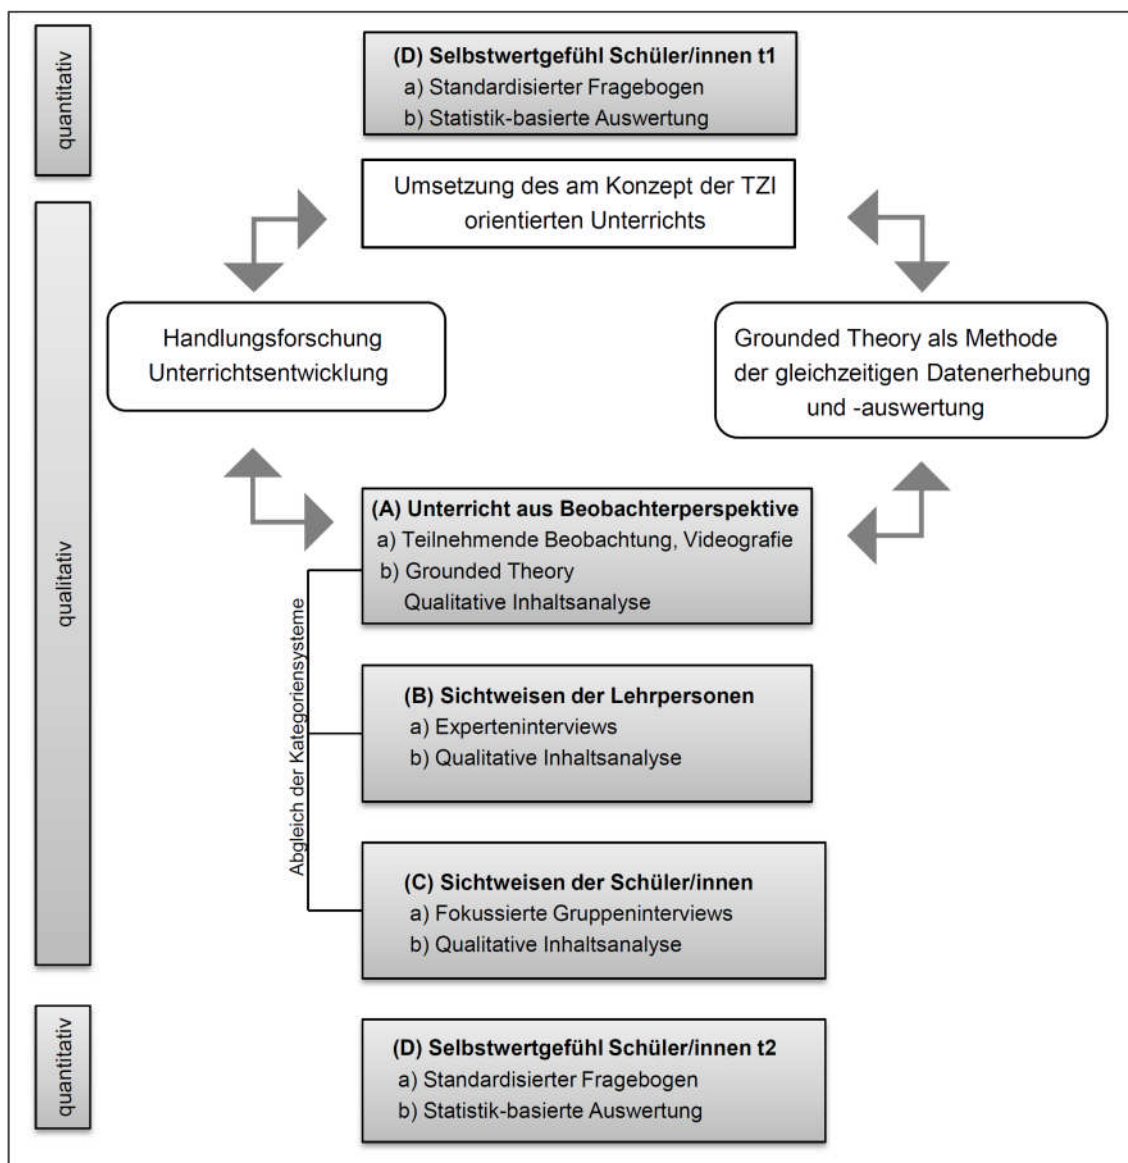 quantitativ
(D) Selbstwertgefühl Schüler/innen t1
a) Standardisierter Fragebogen
b) Statistik-basierte Auswertung
Umsetzung des am Konzept der TZI
orientierten Unterrichts
qualitativ
Handlungsforschung
Unterrichtsentwicklung
Grounded Theory als Methode
der gleichzeitigen Datenerhebung
und -auswertung
(A) Unterricht aus Beobachterperspektive
a) Teilnehmende Beobachtung, Videografie
b) Grounded Theory
Qualitative Inhaltsanalyse
Abgleich der Kategoriensysteme
(B) Sichtweisen der Lehrpersonen
a) Experteninterviews
b) Qualitative Inhaltsanalyse
(C) Sichtweisen der Schüler/innen
a) Fokussierte Gruppeninterviews
b) Qualitative Inhaltsanalyse
quantitativ
(D) Selbstwertgefühl Schüler/innen t2
a) Standardisierter Fragebogen
b) Statistik-basierte Auswertung